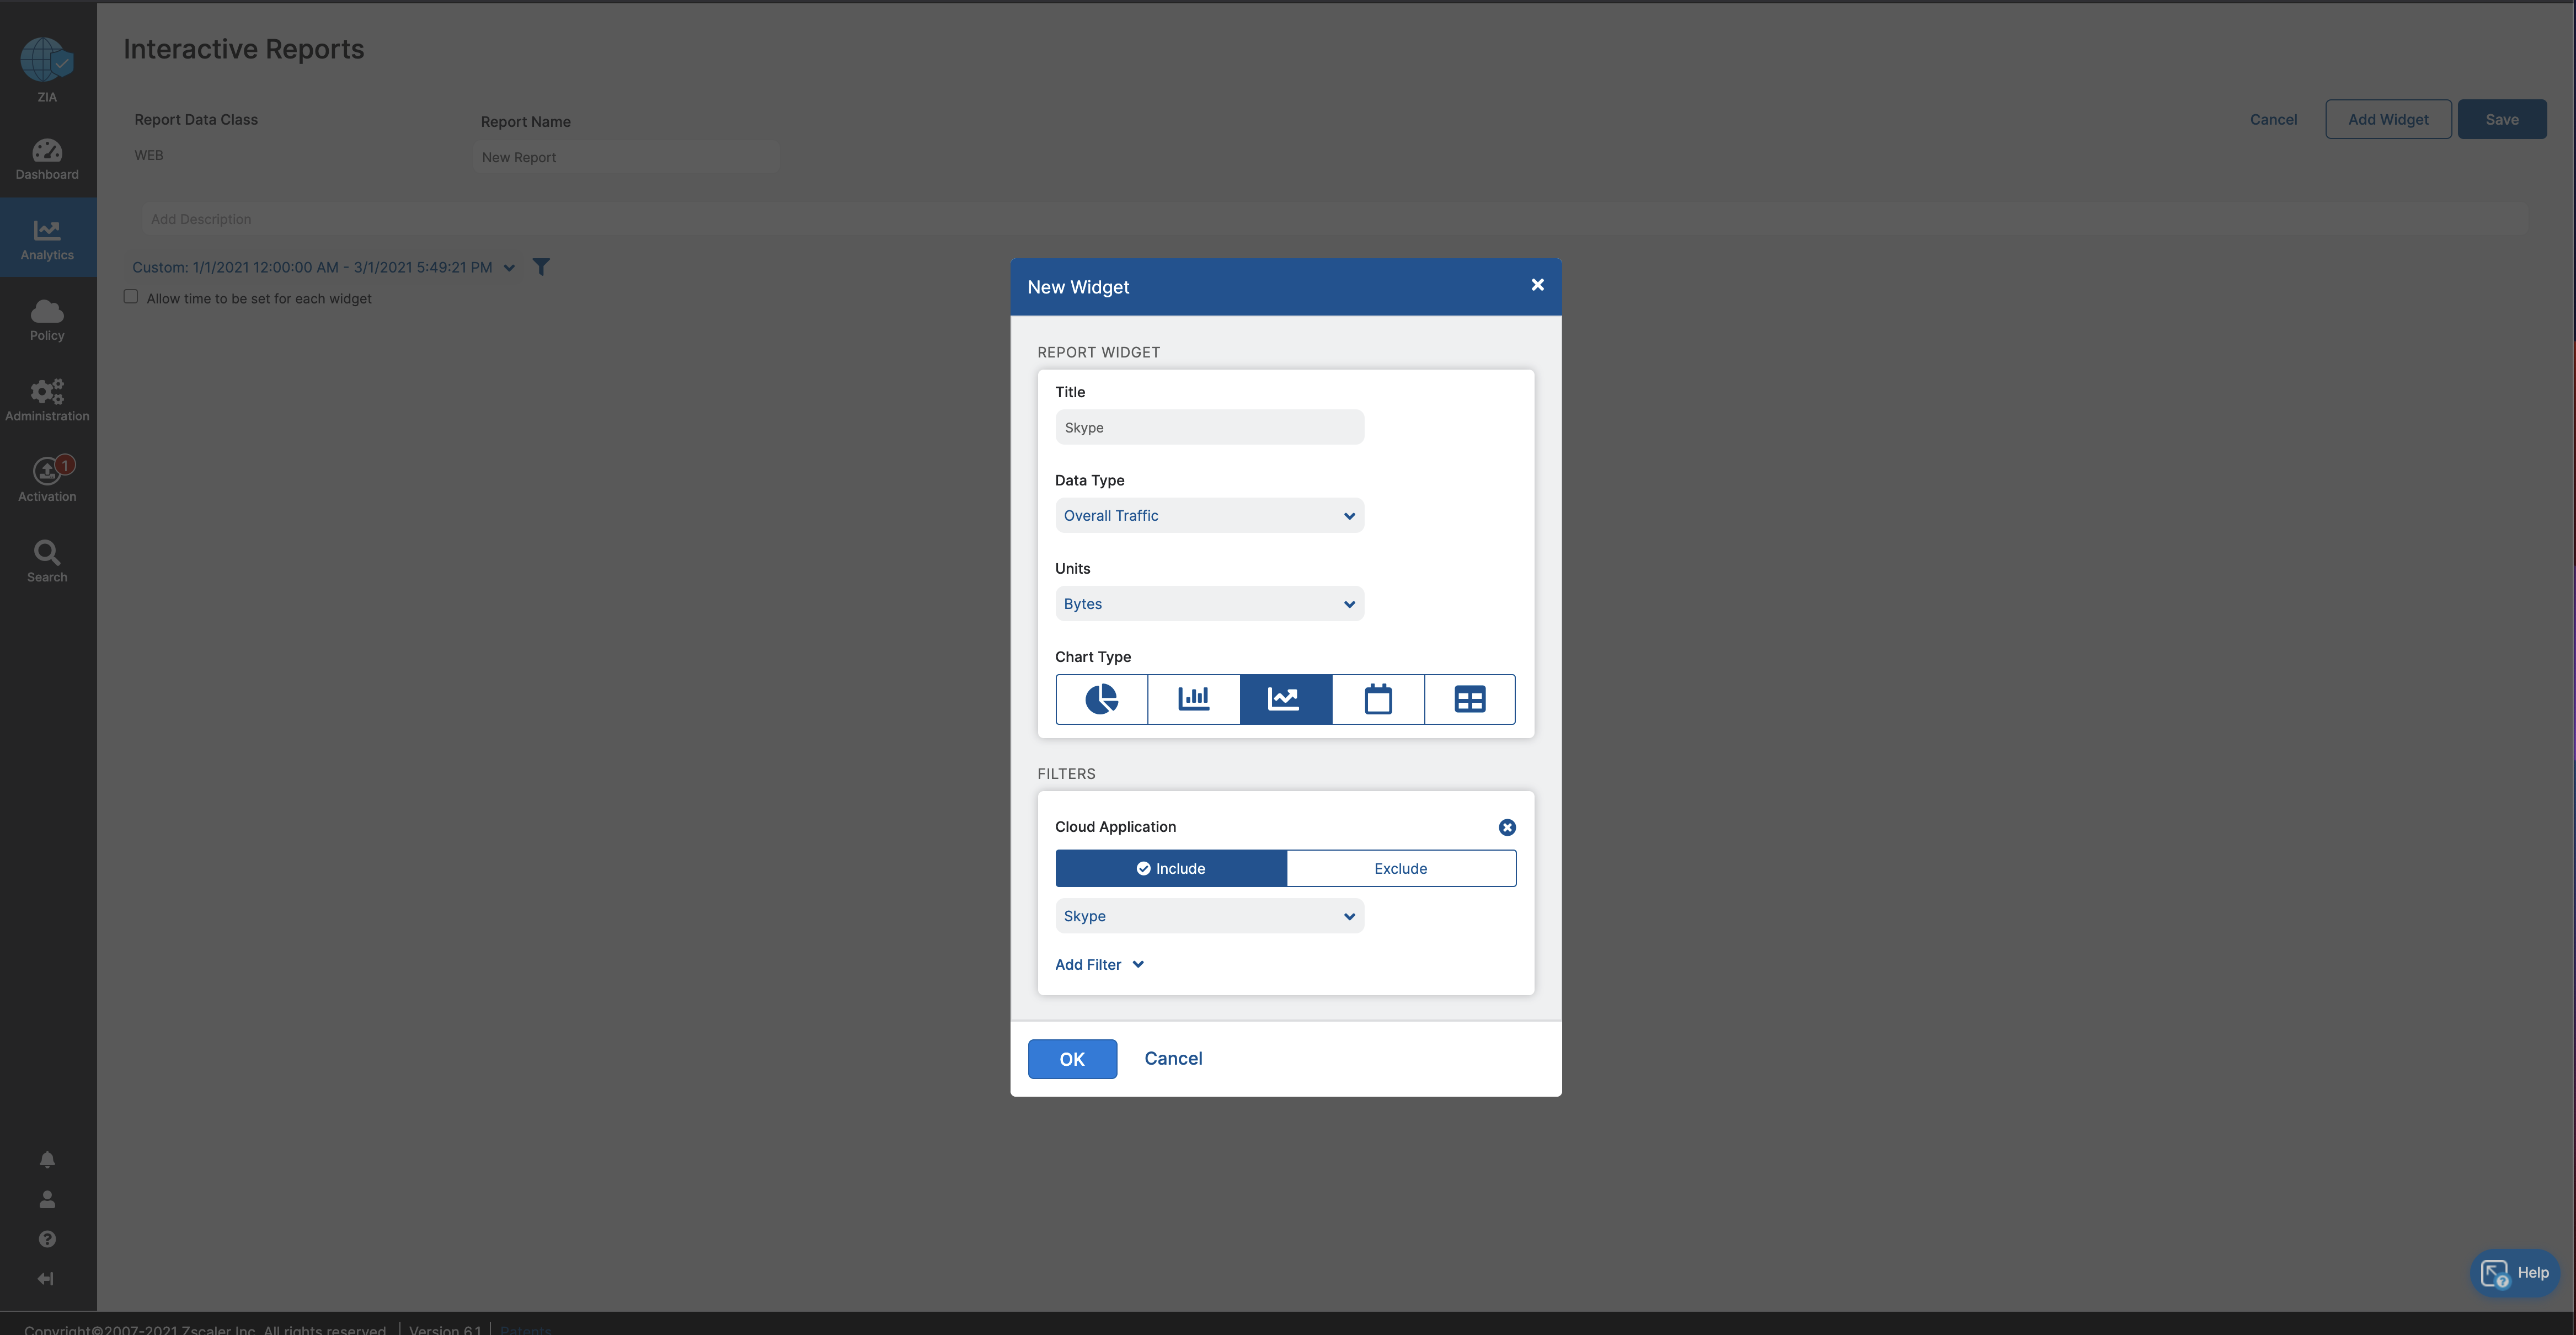 Interactive Reports
ZIA
Report Data Class
Report Name
Cancel
Add Widget
Save
WEB
New Report
Dashboard
Add Description
Analytics
Custom: 1/1/2021 12:00:00 AM - 3/1/2021 5:49:21 PM
Allow time to be set for each widget
Policy
Administration
1
Activation
Search
New Widget
REPORT WIDGET
Title
Skype
Data Type
Overall Traffic
Units
Bytes
Chart Type
FILTERS
Cloud Application
Include
Exclude
Skype
Add Filter
OK
Cancel
Help
Copyright©2007-2021 Zscaler Inc. All rights reserved. | Version 6.1 | Patents